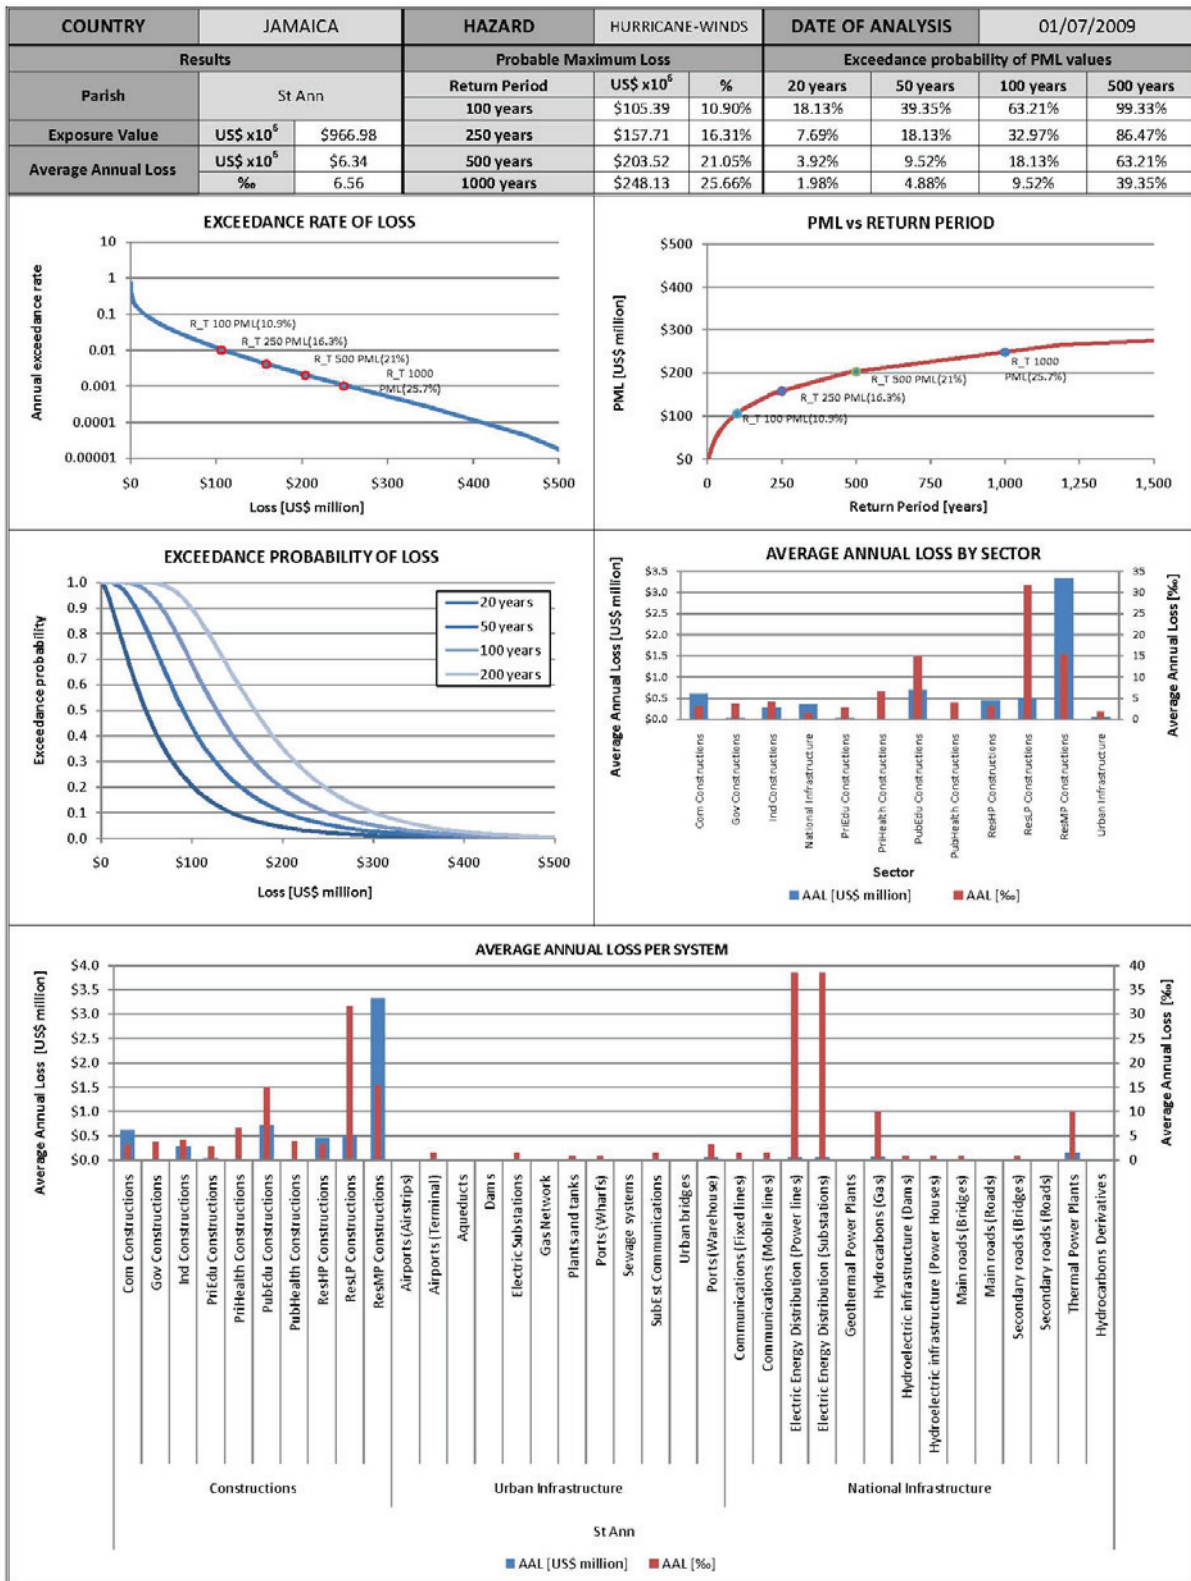 COUNTRY JAMAICA HAZARD HURRICANE-WINDS DATE OF ANALYSIS 01/07/2009
Results Probable Maximum Loss Exceedance probability of PML values
Parish St Ann Return Period US$ x10⁶ % 20 years 50 years 100 years 500 years
100 years $105.39 10.90% 18.13% 39.35% 63.21% 99.33%
Exposure Value US$ x10⁶ $966.98 250 years $157.71 16.31% 7.69% 18.13% 32.97% 86.47%
Average Annual Loss US$ x10⁶ $6.34 500 years $203.52 21.05% 3.92% 9.52% 18.13% 63.21%
‰ 6.56 1000 years $248.13 25.66% 1.98% 4.88% 9.52% 39.35%
EXCEEDANCE RATE OF LOSS
Annual exceedance rate
10
1
0.1
0.01
0.001
0.0001
0.00001
R_T 100 PML(10.9%)
R_T 250 PML(16.3%)
R_T 500 PML(21%)
R_T 1000
PML(25.7%)
$0 $100 $200 $300 $400 $500
Loss [US$ million]
PML vs RETURN PERIOD
PML [US$ million]
$500
$400
$300
$200
$100
$0
R_T 1000
PML(25.7%)
R_T 500 PML(21%)
R_T 250 PML(16.3%)
R_T 100 PML(10.9%)
0 250 500 750 1,000 1,250 1,500
Return Period [years]
EXCEEDANCE PROBABILITY OF LOSS
Exceedance probability
1.0
0.9
0.8
0.7
0.6
0.5
0.4
0.3
0.2
0.1
0.0
20 years
50 years
100 years
200 years
$0 $100 $200 $300 $400 $500
Loss [US$ million]
AVERAGE ANNUAL LOSS BY SECTOR
Average Annual Loss [US$ million]
$3.5
$3.0
$2.5
$2.0
$1.5
$1.0
$0.5
$0.0
35
30
25
20
15
10
5
0
Average Annual Loss [‰]
Com Constructions
Gov Constructions
Ind Constructions
National Infrastructure
PriEdu Constructions
PriHealth Constructions
PubEdu Constructions
PubHealth Constructions
ResHP Constructions
ResLP Constructions
ResMP Constructions
Urban Infrastructure
Sector
AAL [US$ million] AAL [‰]
AVERAGE ANNUAL LOSS PER SYSTEM
Average Annual Loss [US$ million]
$4.0
$3.5
$3.0
$2.5
$2.0
$1.5
$1.0
$0.5
$0.0
40
35
30
25
20
15
10
5
0
Average Annual Loss [‰]
Com Constructions
Gov Constructions
Ind Constructions
PriEdu Constructions
PriHealth Constructions
PubEdu Constructions
PubHealth Constructions
ResHP Constructions
ResLP Constructions
ResMP Constructions
Airports (Airstrips)
Airports (Terminal)
Aqueducts
Dams
Electric Substations
Gas Network
Plants and tanks
Ports (Wharfs)
Sewage systems
SubEst Communications
Urban bridges
Ports (Warehouse)
Communications (Fixed lines)
Communications (Mobile lines)
Electric Energy Distribution (Power lines)
Electric Energy Distribution (Substations)
Geothermal Power Plants
Hydrocarbons (Gas)
Hydroelectric infrastructure (Dams)
Hydroelectric infrastructure (Power Houses)
Main roads (Bridges)
Main roads (Roads)
Secondary roads (Bridges)
Secondary roads (Roads)
Thermal Power Plants
Hydrocarbons Derivatives
Constructions Urban Infrastructure National Infrastructure
St Ann
AAL [US$ million] AAL [‰]